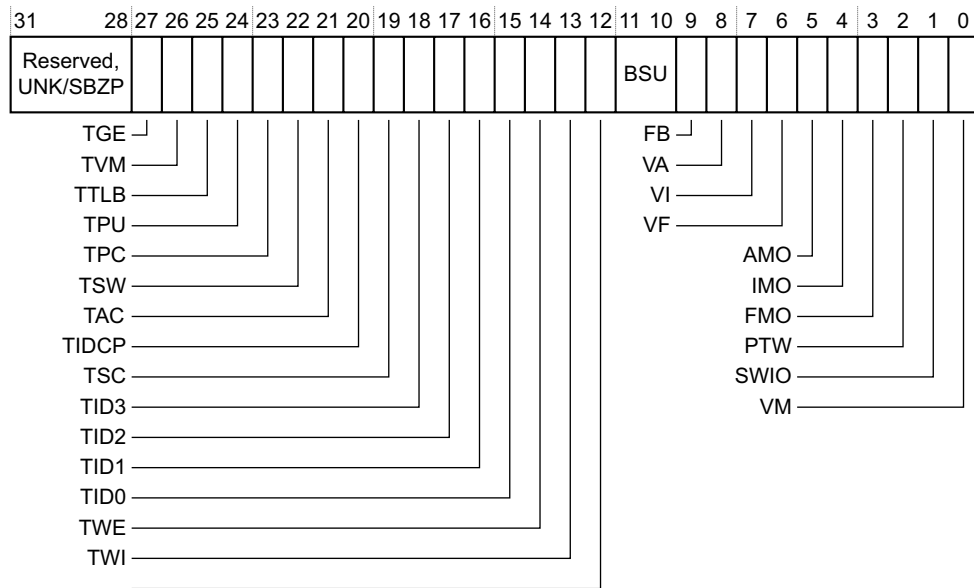 31 28 27 26 25 24 23 22 21 20 19 18 17 16 15 14 13 12 11 10 9 8 7 6 5 4 3 2 1 0
Reserved,
UNK/SBZP
BSU
TGE FB
TVM VA
TTLB VI
TPU VF
TPC AMO
TSW IMO
TAC FMO
TIDCP PTW
TSC SWIO
TID3 VM
TID2
TID1
TID0
TWE
TWI